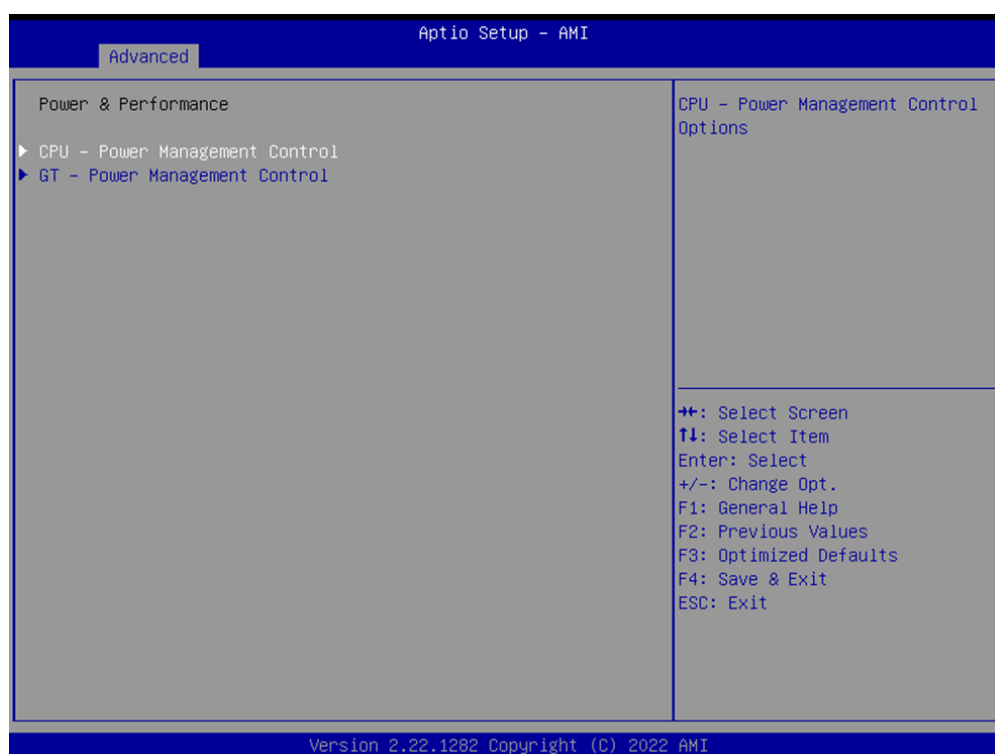 Aptio Setup – AMI
Advanced
Power & Performance
▶ CPU – Power Management Control
▶ GT – Power Management Control
CPU – Power Management Control
Options
→←: Select Screen
↑↓: Select Item
Enter: Select
+/-: Change Opt.
F1: General Help
F2: Previous Values
F3: Optimized Defaults
F4: Save & Exit
ESC: Exit
Version 2.22.1282 Copyright (C) 2022 AMI